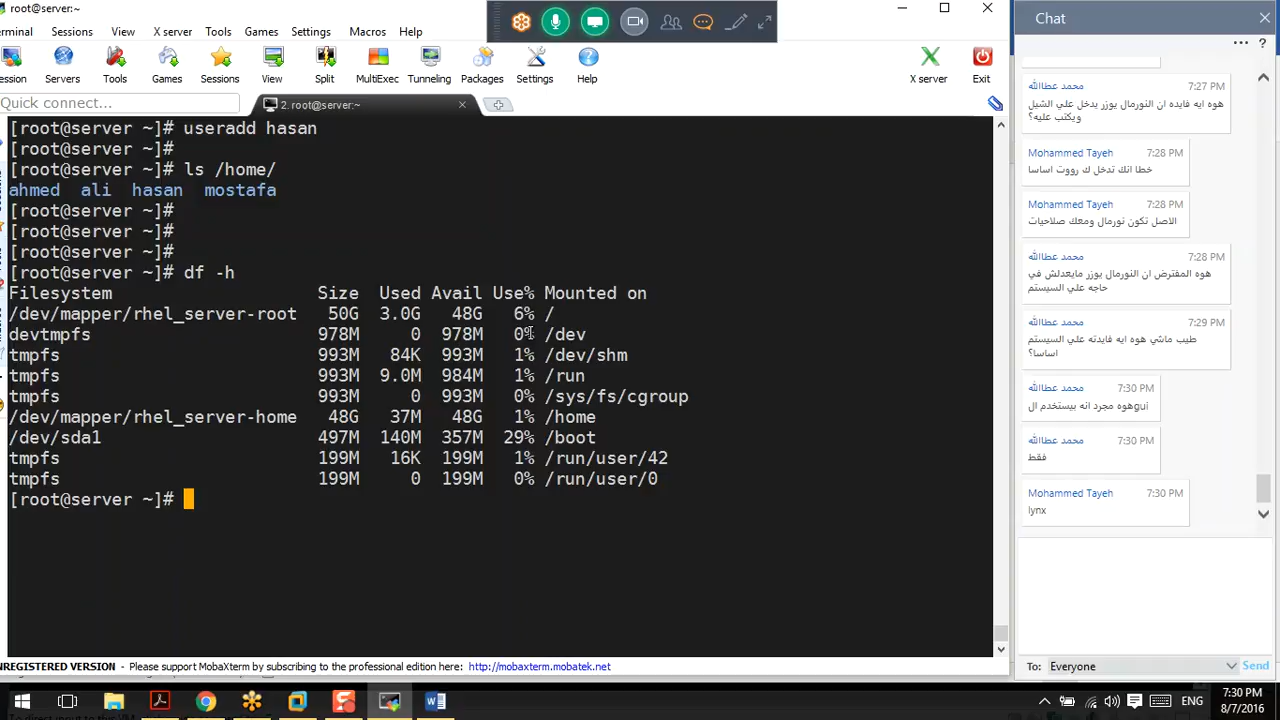 root@server:~
erminal
Sessions
View
X server
Tools
Games
Settings
Macros
Help
ession
Servers
Tools
Games
Sessions
View
Split
MultiExec
Tunneling
Packages
Settings
Help
X server
Exit
Quick connect...
2. root@server:~
[root@server ~]# useradd hasan
[root@server ~]#
[root@server ~]# ls /home/
ahmed ali hasan mostafa
[root@server ~]#
[root@server ~]#
[root@server ~]#
[root@server ~]# df -h
Filesystem Size Used Avail Use% Mounted on
/dev/mapper/rhel_server-root 50G 3.0G 48G 6% /
devtmpfs 978M 0 978M 0% /dev
tmpfs 993M 84K 993M 1% /dev/shm
tmpfs 993M 9.0M 984M 1% /run
tmpfs 993M 0 993M 0% /sys/fs/cgroup
/dev/mapper/rhel_server-home 48G 37M 48G 1% /home
/dev/sda1 497M 140M 357M 29% /boot
tmpfs 199M 16K 199M 1% /run/user/42
tmpfs 199M 0 199M 0% /run/user/0
[root@server ~]#
NREGISTERED VERSION - Please support MobaXterm by subscribing to the professional edition here: http://mobaxterm.mobatek.net
Chat
محمد عطاالله 7:27 PM
هوه ايه فايده ان النورمال يوزر يدخل علي الشيل
ويكتب عليه؟
Mohammed Tayeh 7:28 PM
خطا انك تدخل ك رووت اساسا
Mohammed Tayeh 7:28 PM
الاصل تكون نورمال ومعك صلاحيات
محمد عطاالله 7:28 PM
هوه المفترض ان النورمال يوزر مايعدلش في
حاجه علي السيستم
محمد عطاالله 7:29 PM
طيب ماشي هوه ايه فايدته علي السيستم
اساسا؟
محمد عطاالله 7:30 PM
هوه مجرد انه بيستخدم الgui
محمد عطاالله 7:30 PM
فقط
Mohammed Tayeh 7:30 PM
lynx
To: Everyone
Send
ENG
7:30 PM
8/7/2016